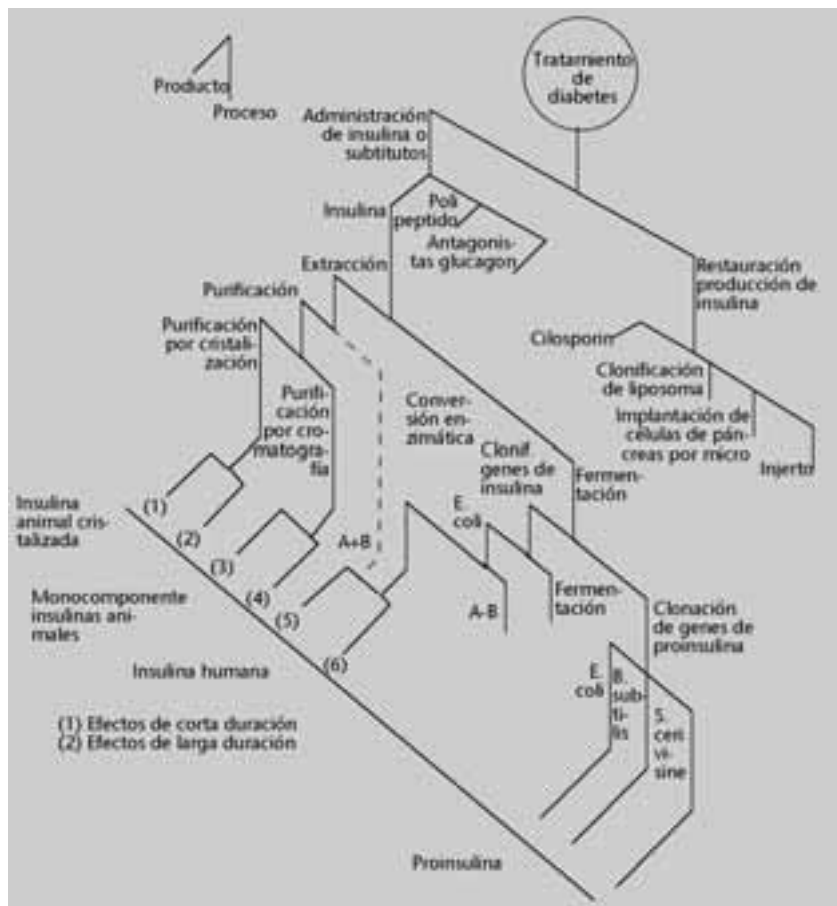 Tratamiento
de
diabetes
Producto
Proceso
Administración
de insulina o
subtitutos
Insulina
Poli
peptido
Antagonis-
tas glucagon
Extracción
Purificación
Restauración
producción de
insulina
Purificación
por cristali-
zación
Cilosporin
Clonificación
de liposoma
Implantación de
células de pán-
creas por micro
Injerto
Purifi-
cación
por cro-
matogra-
fía
Conver-
sión en-
zimática
Clonif.
genes de
insulina
Fermen-
tación
Insulina
animal cris-
talizada
(1)
(2)
(3)
(4)
(5)
(6)
A+B
E.
coli
A-B
Fermen-
tación
Monocomponente
insulinas ani-
males
Clonación
de genes de
proinsulina
Insulina humana
E.
coli
B.
sub-
ti-
lis
S.
ceri
vi-
sine
(1) Efectos de corta duración
(2) Efectos de larga duración
Proinsulina